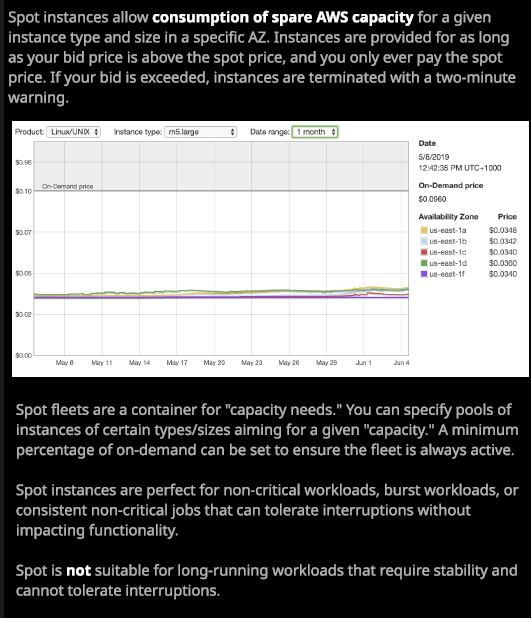 Spot instances allow consumption of spare AWS capacity for a given
instance type and size in a specific AZ. Instances are provided for as long
as your bid price is above the spot price, and you only ever pay the spot
price. If your bid is exceeded, instances are terminated with a two-minute
warning.
Product: Linux/UNIX Instance type: m5.large Date range: 1 month
Date
5/8/2019
12:42:35 PM UTC+1000
On-Demand price
$0.0960
Availability Zone Price
us-east-1a $0.0348
us-east-1b $0.0342
us-east-1c $0.0340
us-east-1d $0.0360
us-east-1f $0.0340
$0.96
On-Demand price
$0.10
$0.07
$0.05
$0.02
$0.00
May 8 May 11 May 14 May 17 May 20 May 23 May 26 May 29 Jun 1 Jun 4
Spot fleets are a container for "capacity needs." You can specify pools of
instances of certain types/sizes aiming for a given "capacity." A minimum
percentage of on-demand can be set to ensure the fleet is always active.
Spot instances are perfect for non-critical workloads, burst workloads, or
consistent non-critical jobs that can tolerate interruptions without
impacting functionality.
Spot is not suitable for long-running workloads that require stability and
cannot tolerate interruptions.